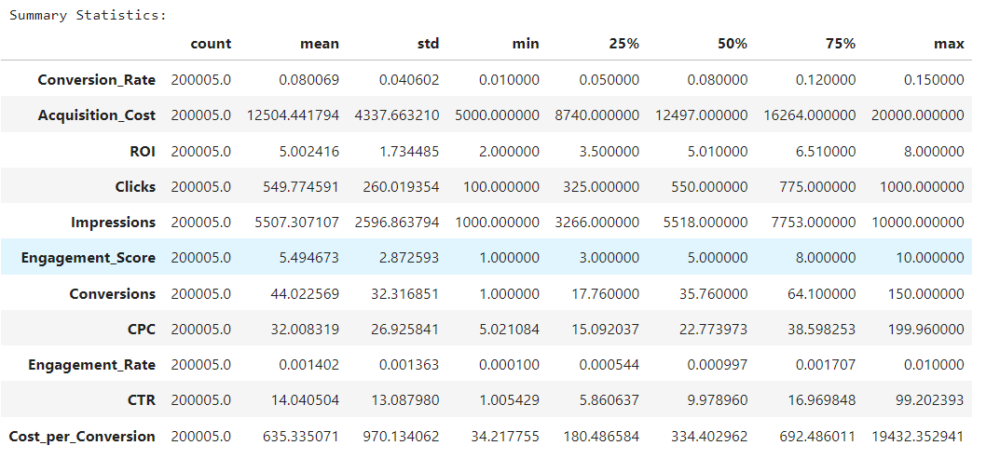 Summary Statistics:
count mean std min 25% 50% 75% max
Conversion_Rate 200005.0 0.080069 0.040602 0.010000 0.050000 0.080000 0.120000 0.150000
Acquisition_Cost 200005.0 12504.441794 4337.663210 5000.000000 8740.000000 12497.000000 16264.000000 20000.000000
ROI 200005.0 5.002416 1.734485 2.000000 3.500000 5.010000 6.510000 8.000000
Clicks 200005.0 549.774591 260.019354 100.000000 325.000000 550.000000 775.000000 1000.000000
Impressions 200005.0 5507.307107 2596.863794 1000.000000 3266.000000 5518.000000 7753.000000 10000.000000
Engagement_Score 200005.0 5.494673 2.872593 1.000000 3.000000 5.000000 8.000000 10.000000
Conversions 200005.0 44.022569 32.316851 1.000000 17.760000 35.760000 64.100000 150.000000
CPC 200005.0 32.008319 26.925841 5.021084 15.092037 22.773973 38.598253 199.960000
Engagement_Rate 200005.0 0.001402 0.001363 0.000100 0.000544 0.000997 0.001707 0.010000
CTR 200005.0 14.040504 13.087980 1.005429 5.860637 9.978960 16.969848 99.202393
Cost_per_Conversion 200005.0 635.335071 970.134062 34.217755 180.486584 334.402962 692.486011 19432.352941